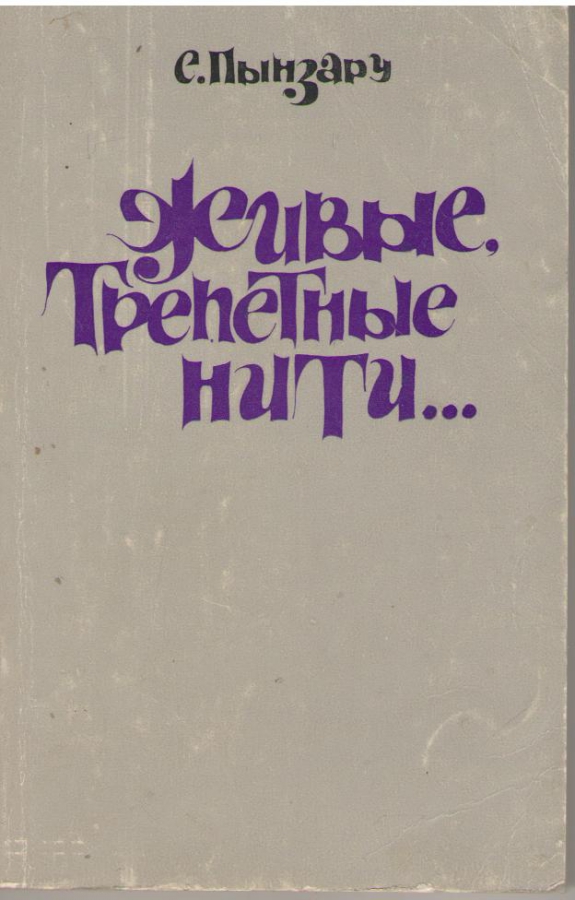 С. Пынзару
Живые,
Трепетные
нити...